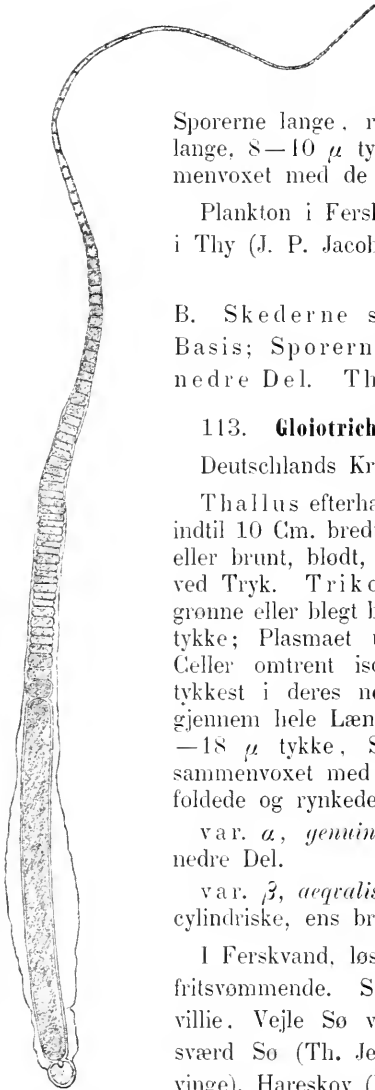 Sporerne lange, r
lange, 8—10 μ ty
menvoxet med de
Plankton i Fersk
i Thy (J. P. Jacob
B. Skederne s
Basis; Sporern
nedre Del. Th
113. Gloiotrich
Deutschlands Kr
Thallus efterha
indtil 10 Cm. bred
eller brunt, blødt,
ved Tryk. Triko
grønne eller blegt b
tykke; Plasmaet u
Celler omtrent iso
tykkest i deres ne
gjennem hele Læn
—18 μ tykke, S
sammenvoxet med
foldede og rynkede
var. α, genuin
nedre Del.
var. β, aeqvalis
cylindriske, ens br
I Ferskvand, løs
fritsvømmende. S
villie, Vejle Sø v
sværd Sø (Th. Je
vinge), Hareskov (